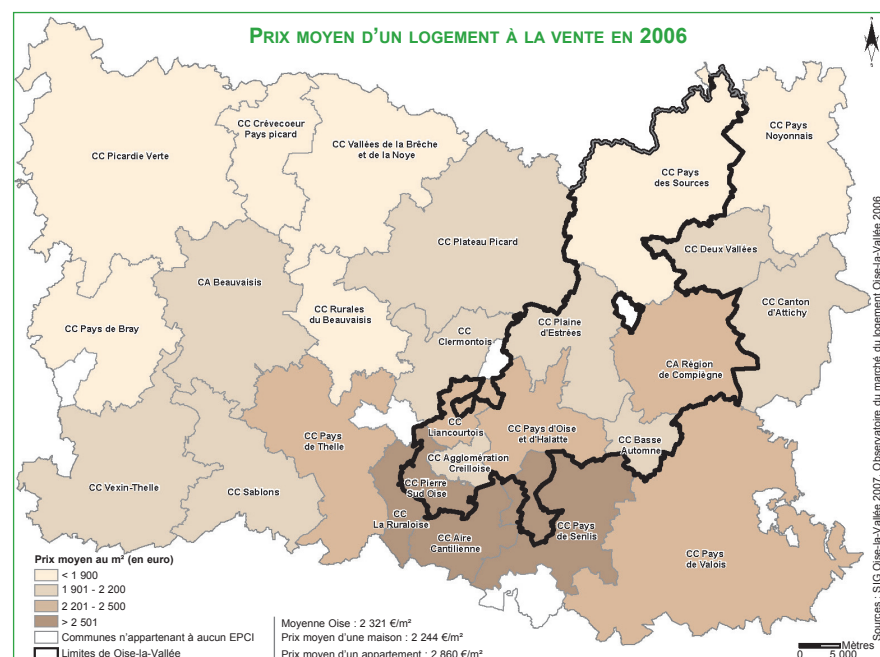 PRIX MOYEN D'UN LOGEMENT À LA VENTE EN 2006
N
S
CC Pays
Noyonnais
CC Crévecoeur
Pays picard
CC Picardie Verte
CC Vallées de la Brêche
et de la Noye
CC Pays
des Sources
CC Plateau Picard
CC Deux Vallées
CA Beauvaisis
CC Canton
d'Attichy
CC Pays de Bray
CC Rurales
du Beauvaisis
CC
Clermontois
CC Plaine
d'Estrées
CA Région
de Compiègne
CC Pays
de Thelle
CC
Liancourtois
CC Pays d'Oise
et d'Halatte
CC Basse
Automne
CC Agglomération
Creilloise
CC Vexin-Thelle
CC Sablons
CC Pierre
Sud Oise
CC
La Ruraloise
CC Aire
Cantilienne
CC Pays
de Senlis
CC Pays
de Valois
Prix moyen au m² (en euro)
< 1 900
1 901 - 2 200
2 201 - 2 500
> 2 501
Communes n'appartenant à aucun EPCI
Limites de Oise-la-Vallée
Moyenne Oise : 2 321 €/m²
Prix moyen d'une maison : 2 244 €/m²
Prix moyen d'un appartement : 2 860 €/m²
Mètres
0 5 000
Sources : SIG Oise-la-Vallée 2007, Observatoire du marché du logement Oise-la-Vallée 2006